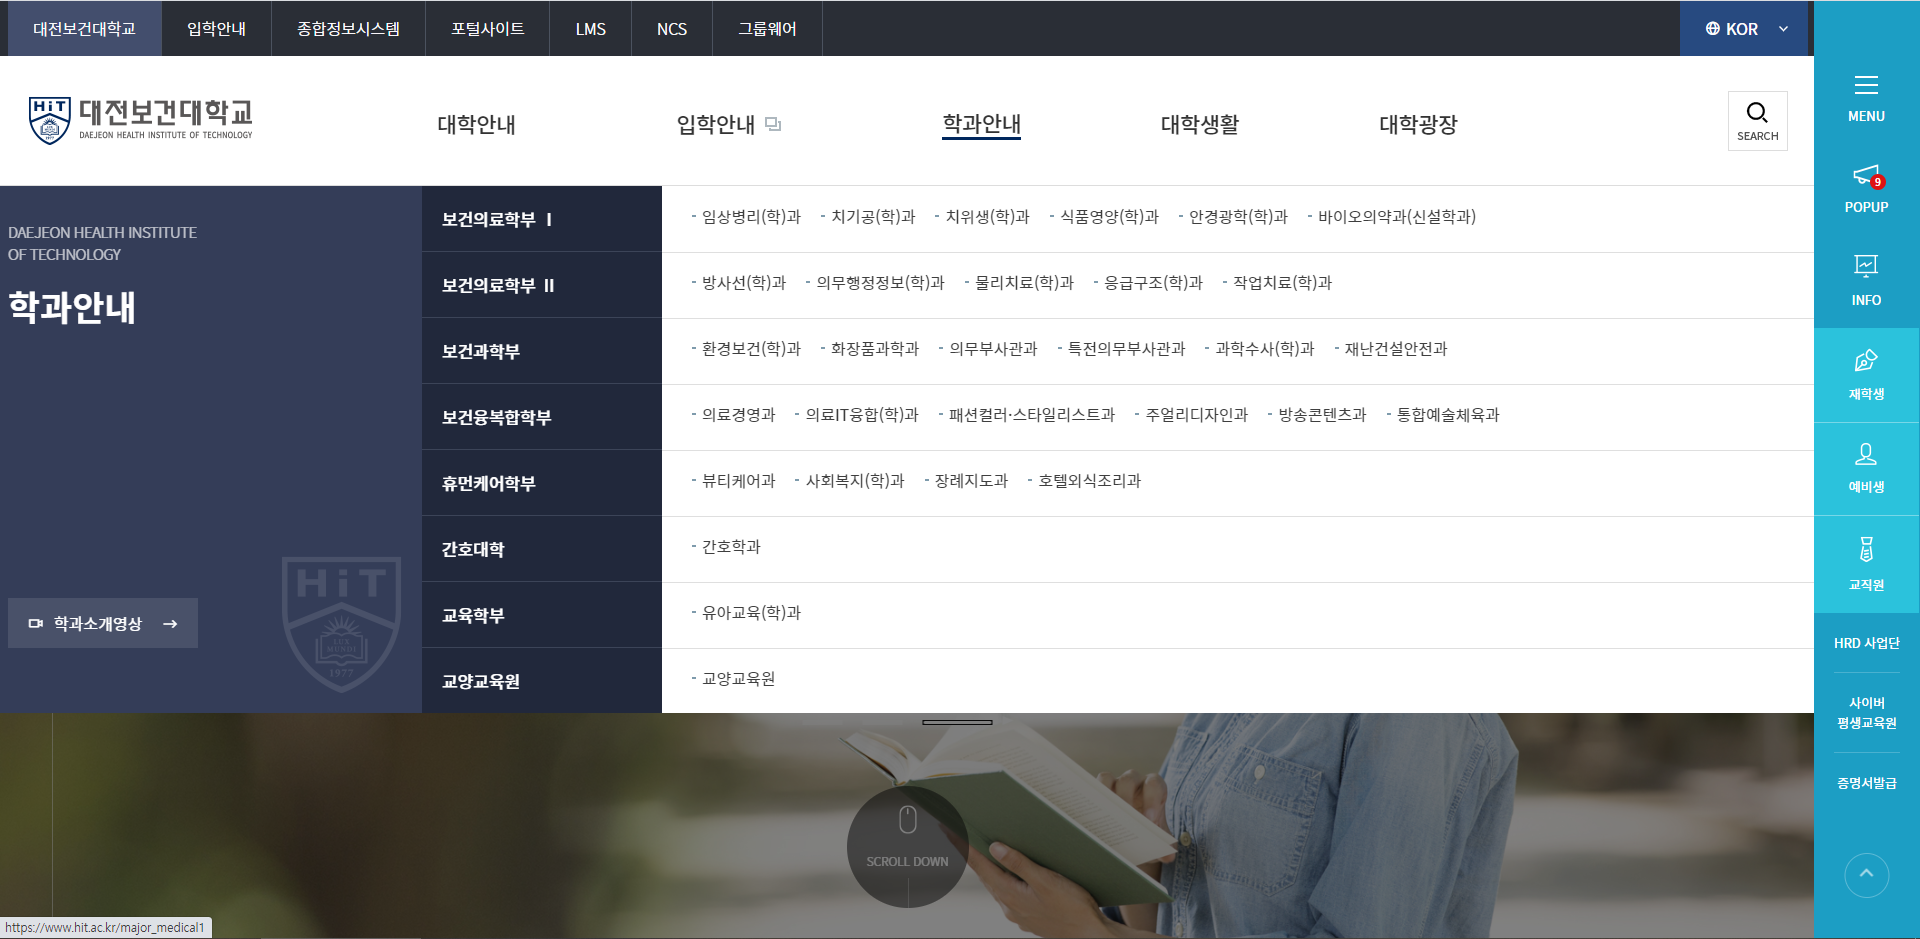 대전보건대학교
입학안내
종합정보시스템
포털사이트
LMS
NCS
그룹웨어
KOR
HiT
1977
대전보건대학교
DAEJEON HEALTH INSTITUTE OF TECHNOLOGY
대학안내
입학안내
학과안내
대학생활
대학광장
SEARCH
DAEJEON HEALTH INSTITUTE
OF TECHNOLOGY
학과안내
HiT
LUX
MUNDI
1977
학과소개영상
보건의료학부 Ⅰ
- 임상병리(학)과 - 치기공(학)과 - 치위생(학)과 - 식품영양(학)과 - 안경광학(학)과 - 바이오의약과(신설학과)
보건의료학부 Ⅱ
- 방사선(학)과 - 의무행정정보(학)과 - 물리치료(학)과 - 응급구조(학)과 - 작업치료(학)과
보건과학부
- 환경보건(학)과 - 화장품과학과 - 의무부사관과 - 특전의무부사관과 - 과학수사(학)과 - 재난건설안전과
보건융복합학부
- 의료경영과 - 의료IT융합(학)과 - 패션컬러·스타일리스트과 - 주얼리디자인과 - 방송콘텐츠과 - 통합예술체육과
휴먼케어학부
- 뷰티케어과 - 사회복지(학)과 - 장례지도과 - 호텔외식조리과
간호대학
- 간호학과
교육학부
- 유아교육(학)과
교양교육원
- 교양교육원
SCROLL DOWN
https://www.hit.ac.kr/major_medical1
MENU
9
POPUP
INFO
재학생
예비생
교직원
HRD 사업단
사이버
평생교육원
증명서발급